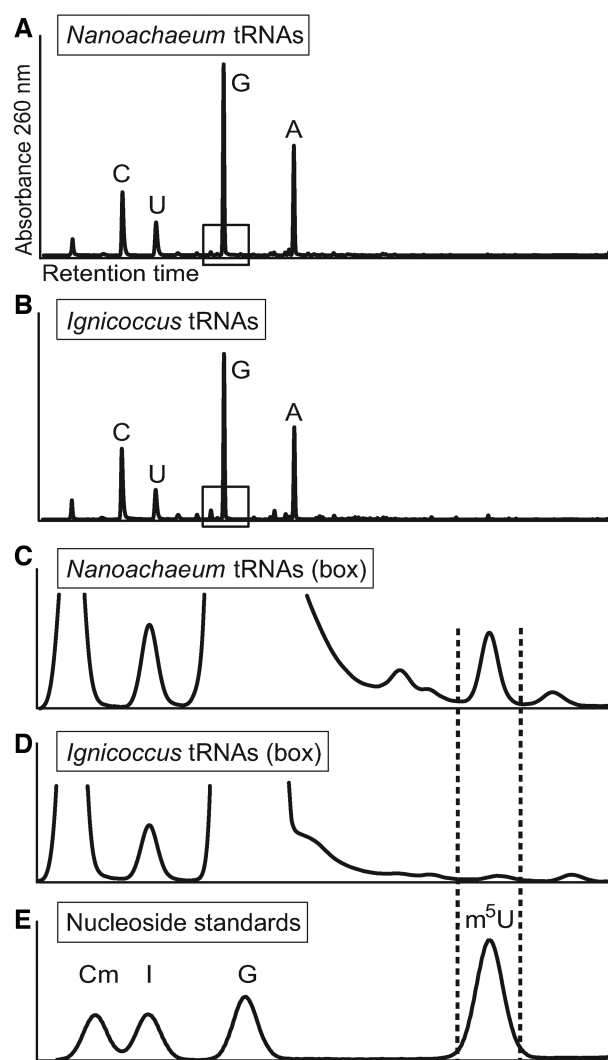 A
Nanoachaeum tRNAs
Absorbance 260 nm
C
U
G
A
Retention time
B
Ignicoccus tRNAs
C
U
G
A
C
Nanoachaeum tRNAs (box)
D
Ignicoccus tRNAs (box)
E
Nucleoside standards
m⁵U
Cm
I
G